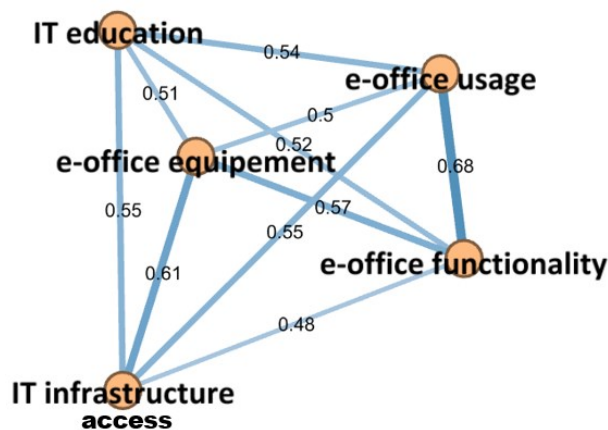 IT education
0.54
e-office usage
0.51
0.5
0.52
e-office equipement
0.68
0.57
0.55
0.55
e-office functionality
0.61
0.48
IT infrastructure
access